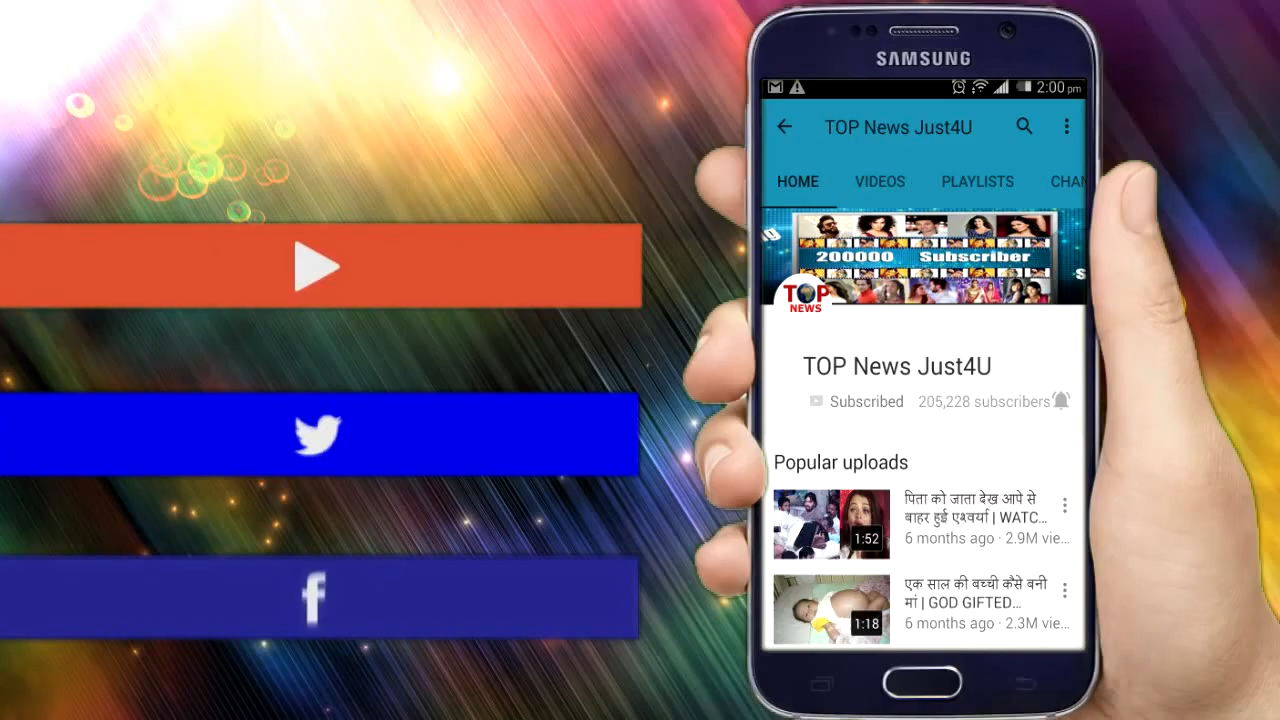 SAMSUNG
2:00 pm
TOP News Just4U
HOME VIDEOS PLAYLISTS CHAN
200000 Subscriber
TOP
NEWS
TOP News Just4U
Subscribed 205,228 subscribers
Popular uploads
पिता को जाता देख आपे से
बाहर हुई एश्वर्या | WATC...
6 months ago · 2.9M vie...
1:52
एक साल की बच्ची कैसे बनी
मां | GOD GIFTED...
6 months ago · 2.3M vie...
1:18